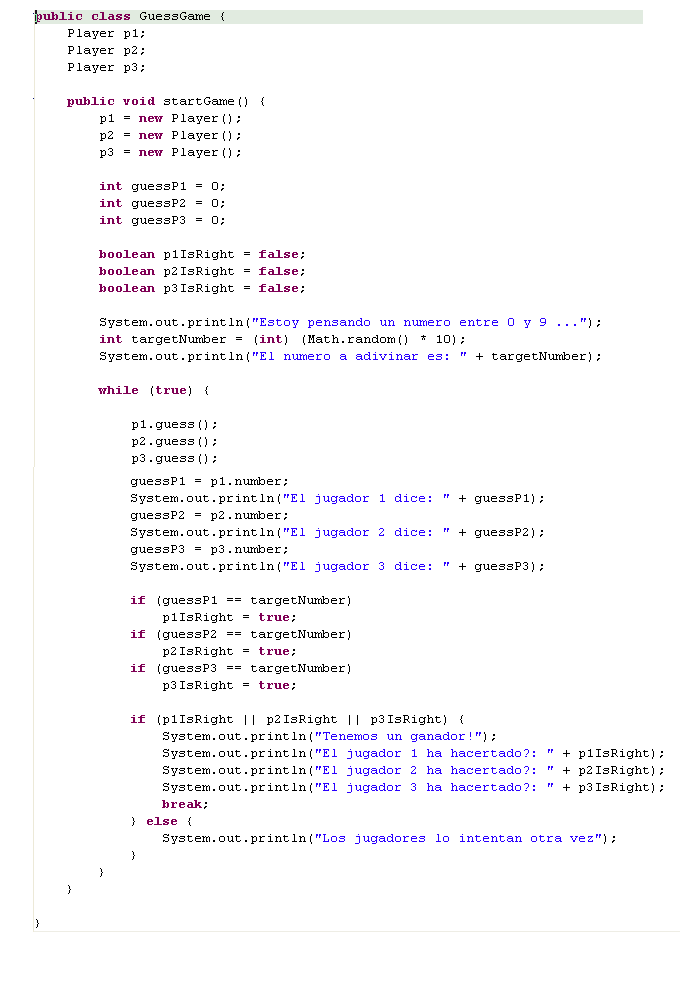 public class GuessGame {
Player p1;
Player p2;
Player p3;
public void startGame() {
p1 = new Player();
p2 = new Player();
p3 = new Player();
int guessP1 = 0;
int guessP2 = 0;
int guessP3 = 0;
boolean p1IsRight = false;
boolean p2IsRight = false;
boolean p3IsRight = false;
System.out.println("Estoy pensando un numero entre 0 y 9 ...");
int targetNumber = (int) (Math.random() * 10);
System.out.println("El numero a adivinar es: " + targetNumber);
while (true) {
p1.guess();
p2.guess();
p3.guess();
guessP1 = p1.number;
System.out.println("El jugador 1 dice: " + guessP1);
guessP2 = p2.number;
System.out.println("El jugador 2 dice: " + guessP2);
guessP3 = p3.number;
System.out.println("El jugador 3 dice: " + guessP3);
if (guessP1 == targetNumber)
p1IsRight = true;
if (guessP2 == targetNumber)
p2IsRight = true;
if (guessP3 == targetNumber)
p3IsRight = true;
if (p1IsRight || p2IsRight || p3IsRight) {
System.out.println("Tenemos un ganador!");
System.out.println("El jugador 1 ha hacertado?: " + p1IsRight);
System.out.println("El jugador 2 ha hacertado?: " + p2IsRight);
System.out.println("El jugador 3 ha hacertado?: " + p3IsRight);
break;
} else {
System.out.println("Los jugadores lo intentan otra vez");
}
}
}
}